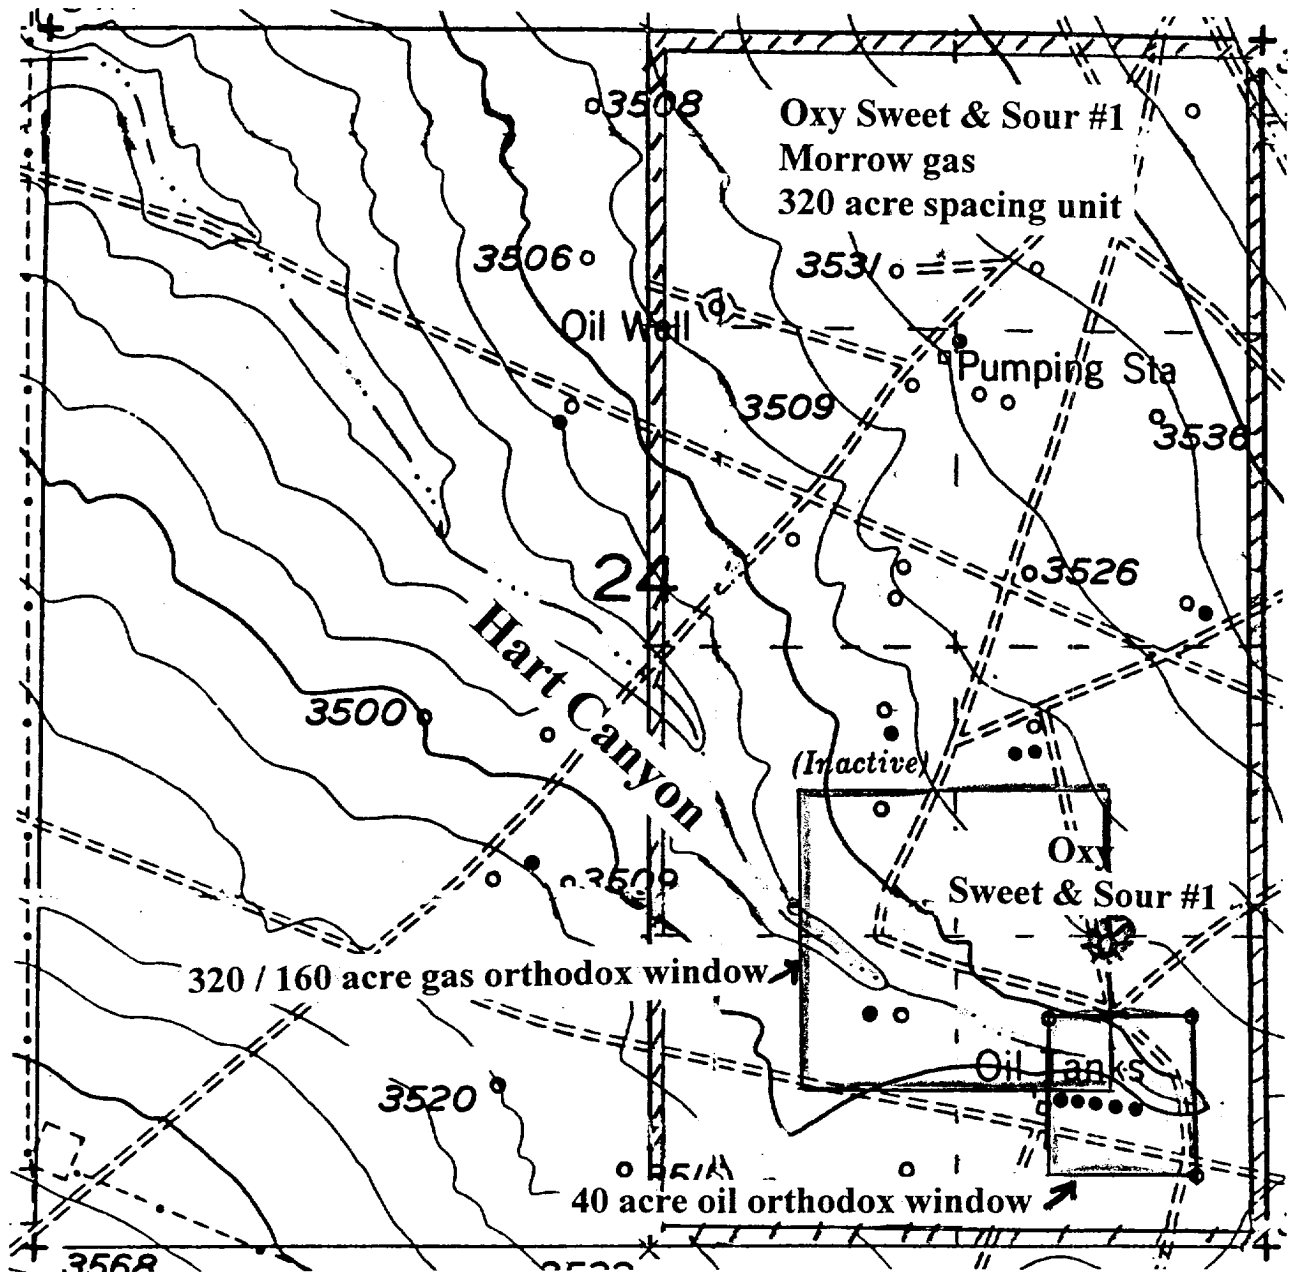 3508
Oxy Sweet & Sour #1
Morrow gas
320 acre spacing unit
3506
3531
Oil Well
Pumping Sta
3509
3536
24
3526
Hart Canyon
3500
(Inactive)
Oxy
Sweet & Sour #1
3509
320 / 160 acre gas orthodox window
Oil Tanks
3520
40 acre oil orthodox window
3568